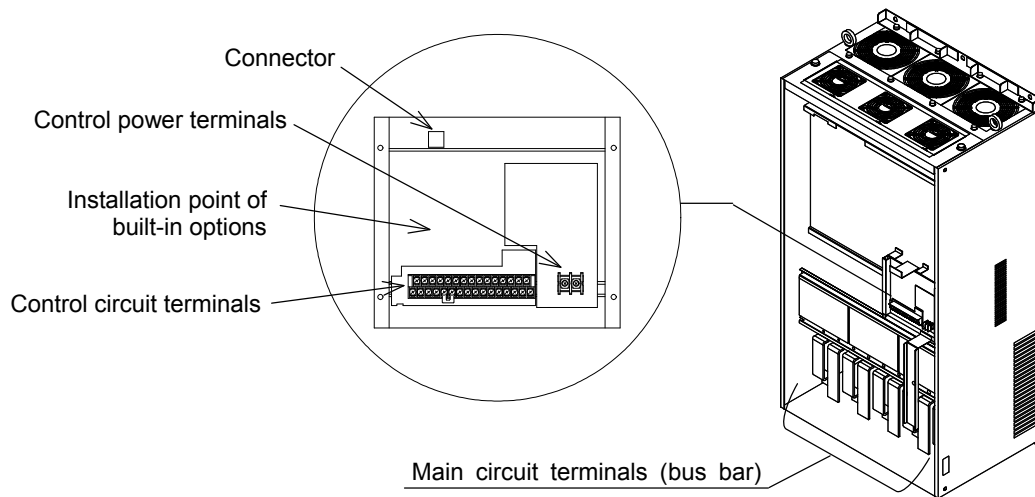 Connector
Control power terminals
Installation point of
built-in options
Control circuit terminals
Main circuit terminals (bus bar)